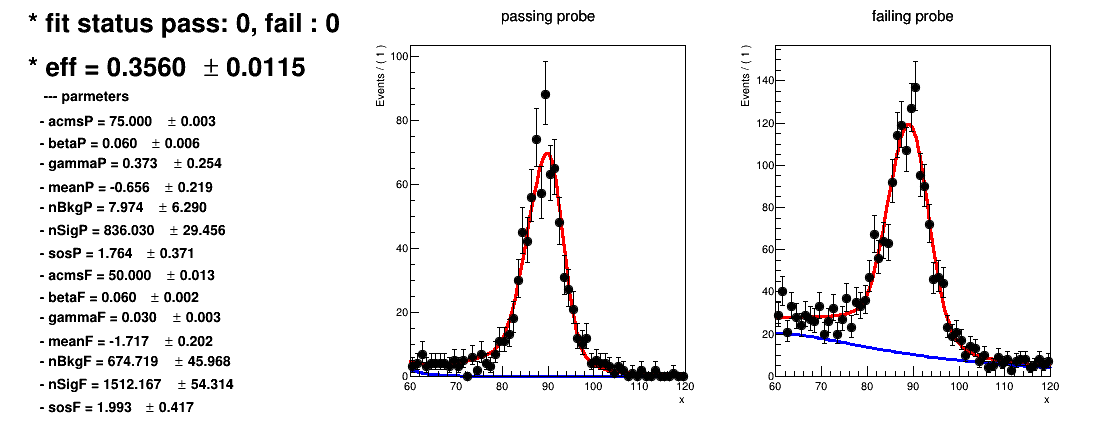 * fit status pass: 0, fail : 0
* eff = 0.3560 ± 0.0115
--- parmeters
- acmsP = 75.000 ± 0.003
- betaP = 0.060 ± 0.006
- gammaP = 0.373 ± 0.254
- meanP = -0.656 ± 0.219
- nBkgP = 7.974 ± 6.290
- nSigP = 836.030 ± 29.456
- sosP = 1.764 ± 0.371
- acmsF = 50.000 ± 0.013
- betaF = 0.060 ± 0.002
- gammaF = 0.030 ± 0.003
- meanF = -1.717 ± 0.202
- nBkgF = 674.719 ± 45.968
- nSigF = 1512.167 ± 54.314
- sosF = 1.993 ± 0.417
passing probe
Events / ( 1 )
100
80
60
40
20
0
60 70 80 90 100 110 120
x
failing probe
Events / ( 1 )
140
120
100
80
60
40
20
0
60 70 80 90 100 110 120
x